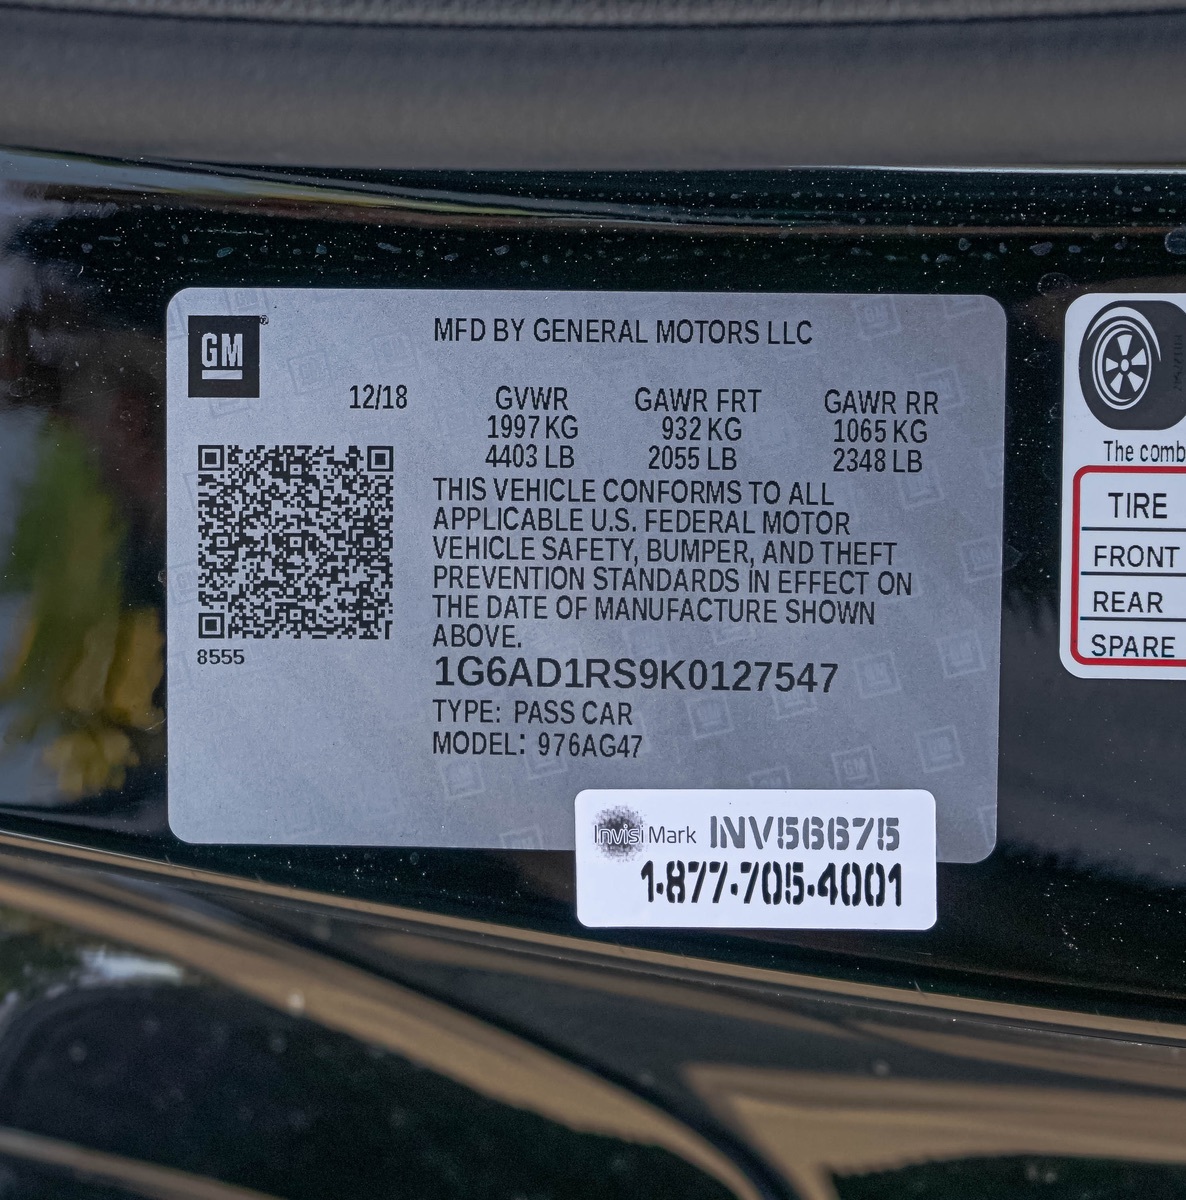 GM
MFD BY GENERAL MOTORS LLC
12/18
GVWR
1997 KG
4403 LB
GAWR FRT
932 KG
2055 LB
GAWR RR
1065 KG
2348 LB
THIS VEHICLE CONFORMS TO ALL
APPLICABLE U.S. FEDERAL MOTOR
VEHICLE SAFETY, BUMPER, AND THEFT
PREVENTION STANDARDS IN EFFECT ON
THE DATE OF MANUFACTURE SHOWN
ABOVE.
8555
1G6AD1RS9K0127547
TYPE: PASS CAR
MODEL: 976AG47
InvisiMark INV56675
1-877-705-4001
The comb
TIRE
FRONT
REAR
SPARE